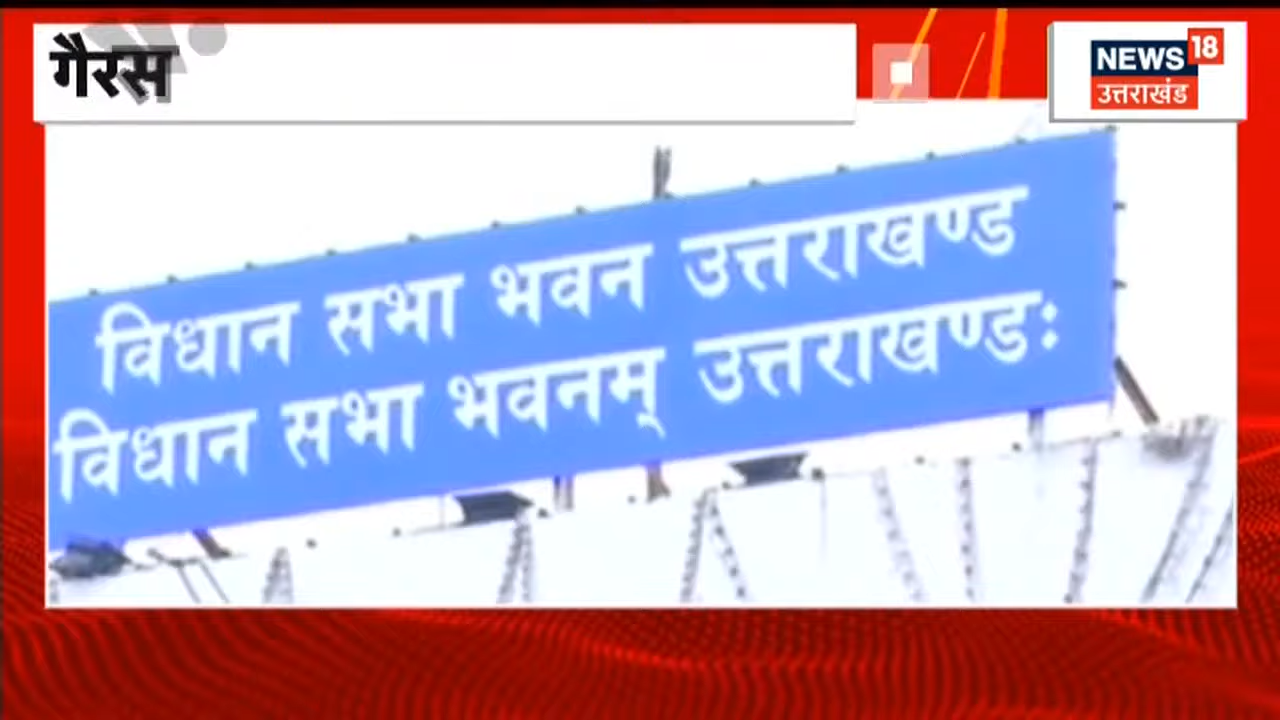 गैरस
NEWS 18
उत्तराखंड
विधान सभा भवन उत्तराखण्ड
विधान सभा भवनम् उत्तराखण्डः